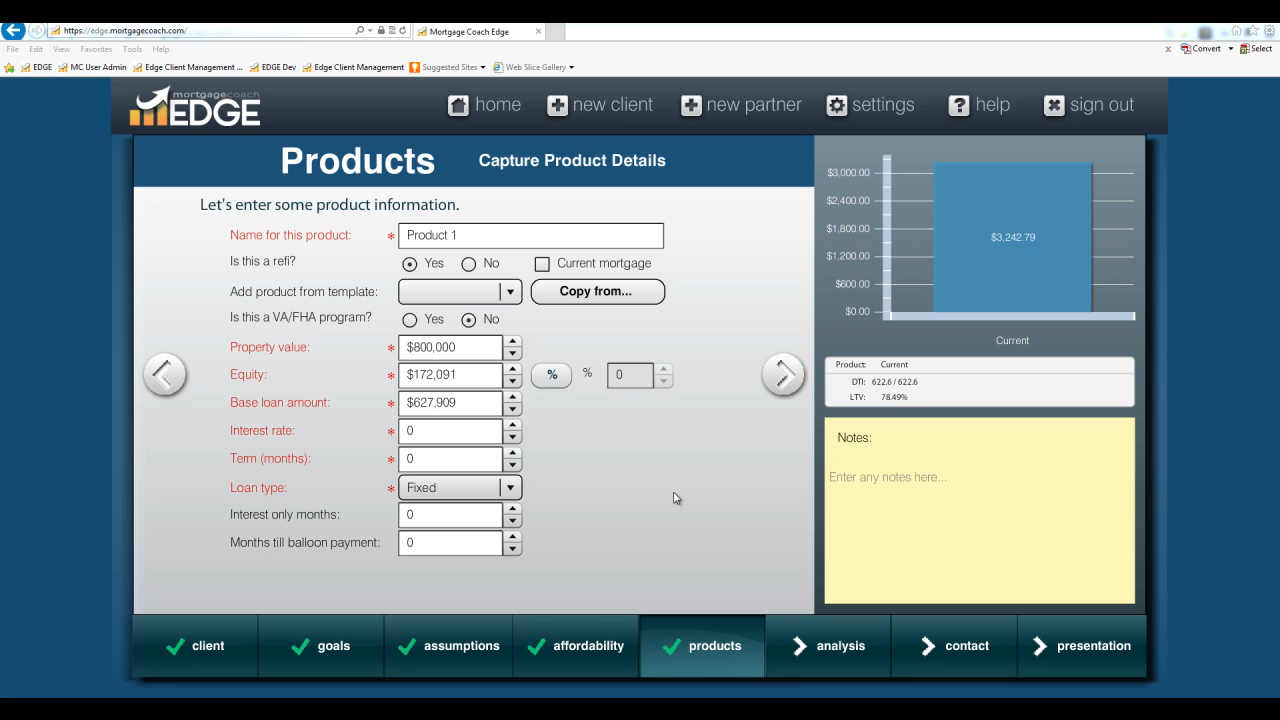 https://edge.mortgagecoach.com/
Mortgage Coach Edge
File Edit View Favorites Tools Help
Convert Select
EDGE MC User Admin Edge Client Management ... EDGE Dev Edge Client Management Suggested Sites Web Slice Gallery
mortgagecoach
EDGE
home new client new partner settings help sign out
Products Capture Product Details
Let's enter some product information.
Name for this product: * Product 1
Is this a refi? Yes No Current mortgage
Add product from template: Copy from...
Is this a VA/FHA program? Yes No
Property value: * $800,000
Equity: * $172,091 % % 0
Base loan amount: * $627,909
Interest rate: * 0
Term (months): * 0
Loan type: * Fixed
Interest only months: 0
Months till balloon payment: 0
$3,000.00
$2,400.00
$1,800.00
$1,200.00
$600.00
$0.00
$3,242.79
Current
Product: Current
DTI: 622.6 / 622.6
LTV: 78.49%
Notes:
Enter any notes here...
client goals assumptions affordability products analysis contact presentation